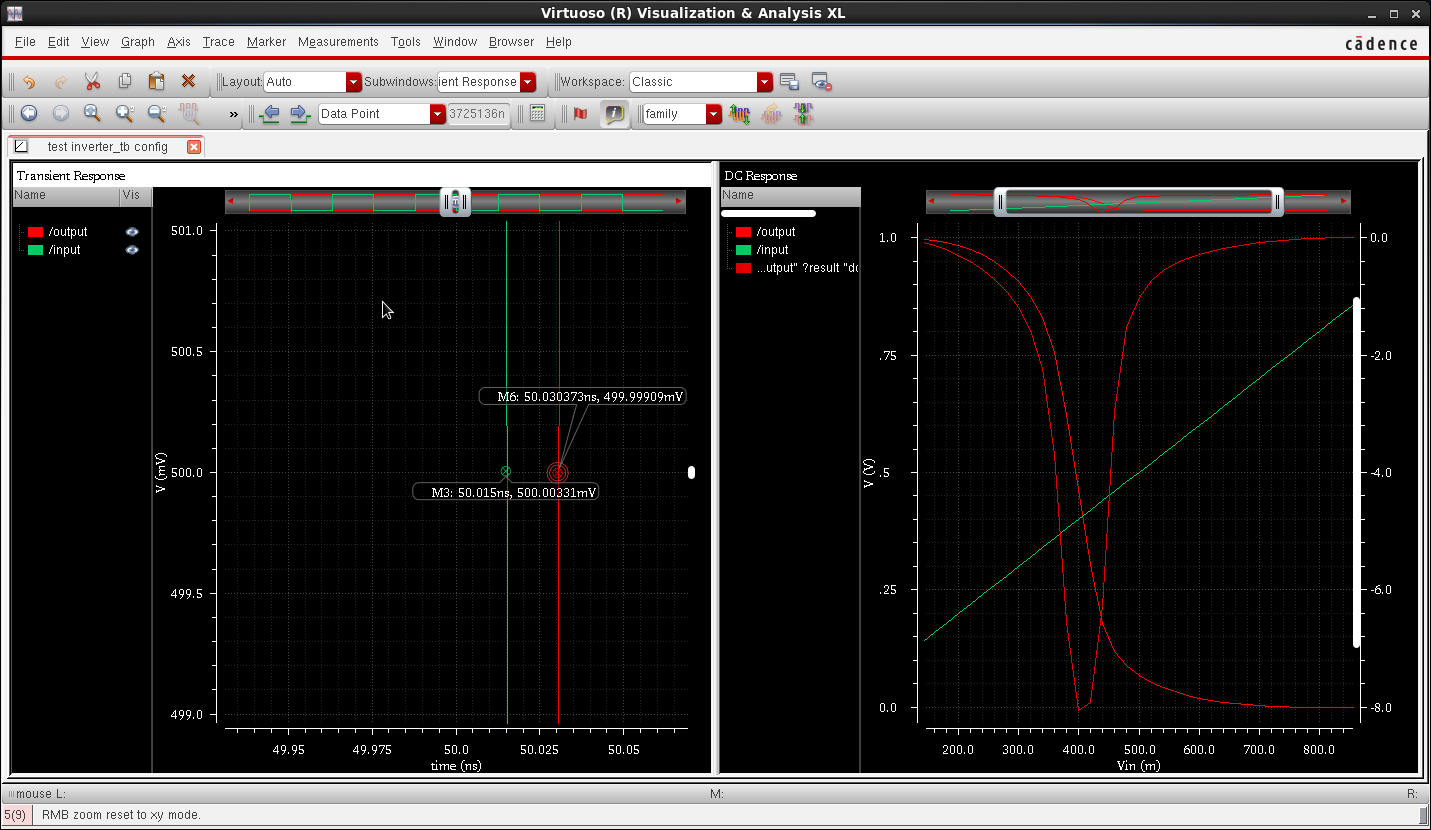 Virtuoso (R) Visualization & Analysis XL
File Edit View Graph Axis Trace Marker Measurements Tools Window Browser Help
cādence
Layout: Auto Subwindows: ient Response Workspace: Classic
» Data Point 3725136n family
test inverter_tb config
Transient Response
Name Vis
/output
/input
501.0
500.5
500.0
499.5
499.0
V (mV)
M6: 50.030373ns, 499.99909mV
M3: 50.015ns, 500.00331mV
49.95 49.975 50.0 50.025 50.05
time (ns)
DC Response
Name
/output
/input
...utput" ?result "dc
1.0
.75
.5
.25
0.0
V (V)
0.0
-2.0
-4.0
-6.0
-8.0
200.0 300.0 400.0 500.0 600.0 700.0 800.0
Vin (m)
mouse L: M: R:
5(9) RMB zoom reset to xy mode.